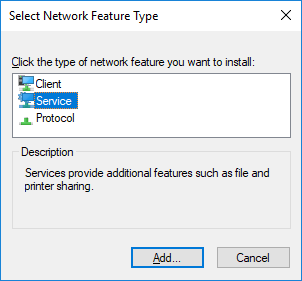 Select Network Feature Type
Click the type of network feature you want to install:
Client
Service
Protocol
Description
Services provide additional features such as file and
printer sharing.
Add...
Cancel